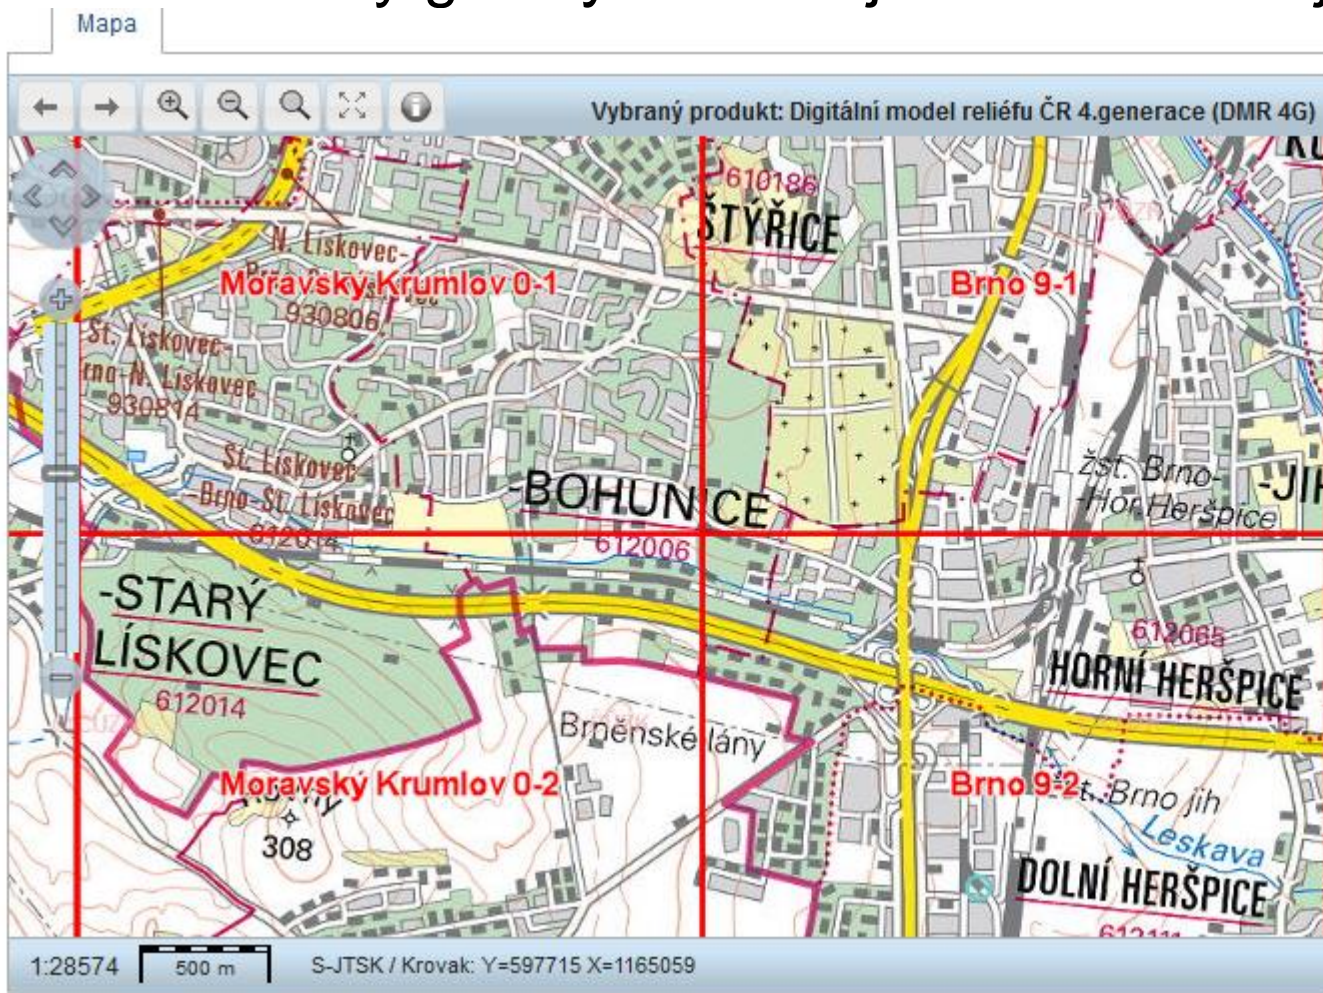 Mapa
Vybraný produkt: Digitální model reliéfu ČR 4.generace (DMR 4G)
610186
ŠTÝŘICE
N. Lískovec-
Moravský Krumlov 0-1
Brno 9-1
930806
St. Lískovec-
rno-N. Lískovec
930814
St. Lískovec
-Brno-St. Lískovec
612014
-BOHUNICE
612006
žst. Brno-
-Hor.Heršpice
-JIH
-STARÝ
LÍSKOVEC
612014
612065
HORNÍ HERŠPICE
Brněnské lány
Moravský Krumlov 0-2
Brno 9-2
308
Brno jih
Leskava
DOLNÍ HERŠPICE
1:28574
500 m
S-JTSK / Krovak: Y=597715 X=1165059